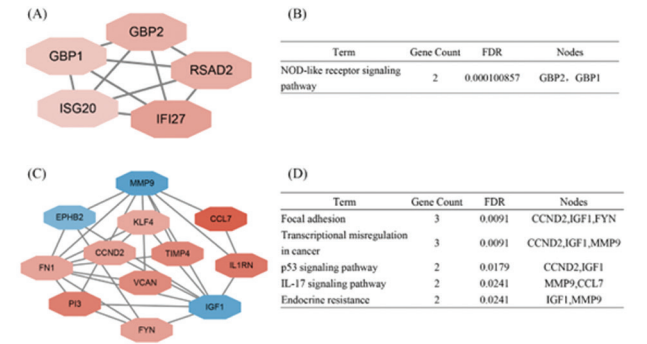 (A)
GBP2
GBP1
RSAD2
ISG20
IFI27
(B)
Term Gene Count FDR Nodes
NOD-like receptor signaling
pathway 2 0.000100857 GBP2，GBP1
(C)
MMP9
EPHB2
CCL7
KLF4
CCND2
TIMP4
FN1
IL1RN
VCAN
PI3
IGF1
FYN
(D)
Term Gene Count FDR Nodes
Focal adhesion 3 0.0091 CCND2,IGF1,FYN
Transcriptional misregulation
in cancer 3 0.0091 CCND2,IGF1,MMP9
p53 signaling pathway 2 0.0179 CCND2,IGF1
IL-17 signaling pathway 2 0.0241 MMP9,CCL7
Endocrine resistance 2 0.0241 IGF1,MMP9